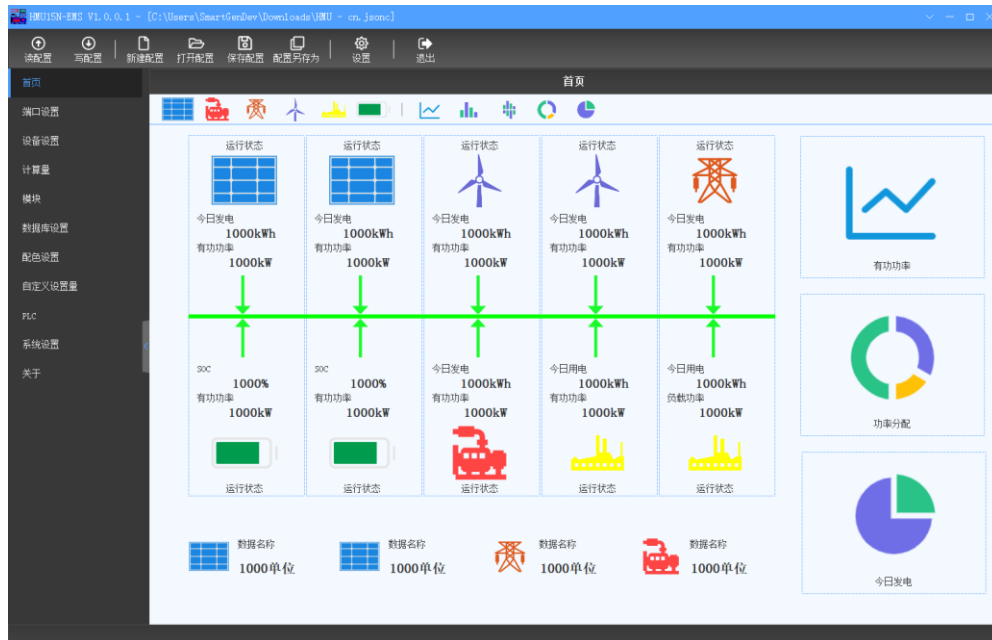 HMU15N-EMS V1.0.0.1 - [C:\Users\SmartGenDev\Downloads\HMU - cn.jsonc]
读配置 写配置 新建配置 打开配置 保存配置 配置另存为 设置 退出
首页 首页
端口设置
设备设置
计算量
模块
数据库设置
配色设置
自定义设置量
PLC
系统设置
关于
运行状态 运行状态 运行状态 运行状态 运行状态
今日发电 今日发电 今日发电 今日发电 今日发电
1000kWh 1000kWh 1000kWh 1000kWh 1000kWh
有功功率 有功功率 有功功率 有功功率 有功功率
1000kW 1000kW 1000kW 1000kW 1000kW
SOC SOC 今日发电 今日用电 今日用电
1000% 1000% 1000kWh 1000kWh 1000kWh
有功功率 有功功率 有功功率 有功功率 负载功率
1000kW 1000kW 1000kW 1000kW 1000kW
运行状态 运行状态 运行状态 运行状态 运行状态
数据名称 数据名称 数据名称 数据名称
1000单位 1000单位 1000单位 1000单位
有功功率
功率分配
今日发电